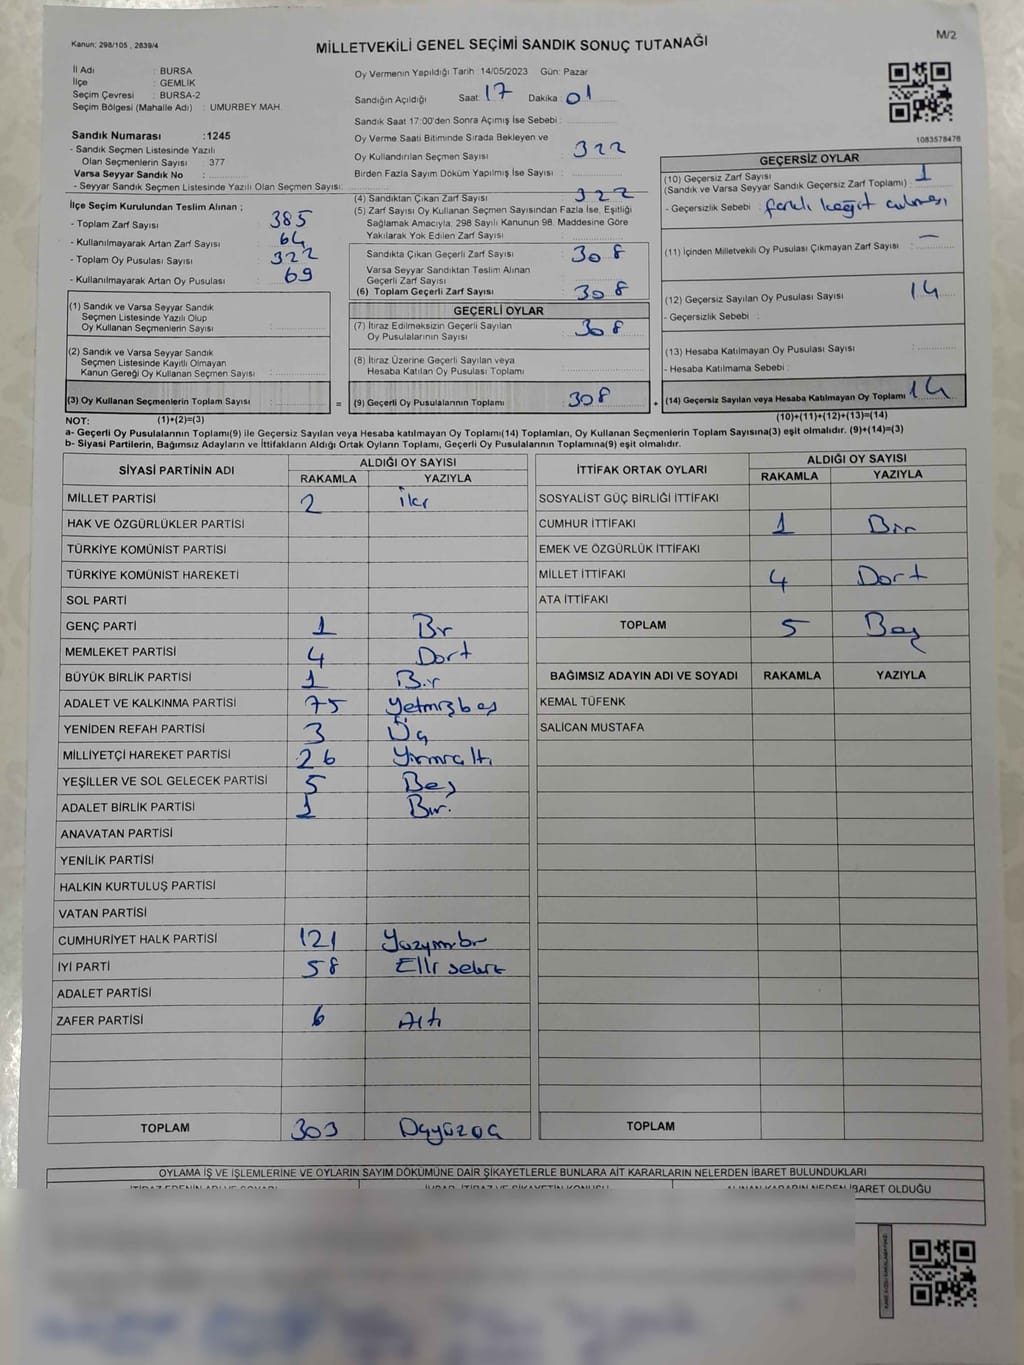 Kanun: 298/105 , 2839/4
MİLLETVEKİLİ GENEL SEÇİMİ SANDIK SONUÇ TUTANAĞI
M/2
İl Adı : BURSA
İlçe : GEMLİK
Seçim Çevresi : BURSA-2
Seçim Bölgesi (Mahalle Adı) : UMURBEY MAH.
Sandık Numarası :1245
- Sandık Seçmen Listesinde Yazılı
Olan Seçmenlerin Sayısı : 377
Varsa Seyyar Sandık No :
- Seyyar Sandık Seçmen Listesinde Yazılı Olan Seçmen Sayısı:
İlçe Seçim Kurulundan Teslim Alınan ;
- Toplam Zarf Sayısı : 385
- Kullanılmayarak Artan Zarf Sayısı : 64
- Toplam Oy Pusulası Sayısı : 322
- Kullanılmayarak Artan Oy Pusulası : 69
(1) Sandık ve Varsa Seyyar Sandık
Seçmen Listesinde Yazılı Olup
Oy Kullanan Seçmenlerin Sayısı :
(2) Sandık ve Varsa Seyyar Sandık
Seçmen Listesinde Kayıtlı Olmayan
Kanun Gereği Oy Kullanan Seçmen Sayısı :
(3) Oy Kullanan Seçmenlerin Toplam Sayısı :
=
(1)+(2)=(3)
Oy Vermenin Yapıldığı Tarih :14/05/2023 Gün: Pazar
Sandığın Açıldığı Saat: 17 Dakika: 01
Sandık Saat 17:00'den Sonra Açımış İse Sebebi :
Oy Verme Saati Bitiminde Sırada Bekleyen ve
Oy Kullandırılan Seçmen Sayısı : 322
Birden Fazla Sayım Döküm Yapılmış İse Sayısı :
(4) Sandıktan Çıkan Zarf Sayısı : 322
(5) Zarf Sayısı Oy Kullanan Seçmen Sayısından Fazla İse, Eşitliği
Sağlamak Amacıyla, 298 Sayılı Kanunun 98. Maddesine Göre
Yakılarak Yok Edilen Zarf Sayısı :
Sandıkta Çıkan Geçerli Zarf Sayısı : 308
Varsa Seyyar Sandıktan Teslim Alınan
Geçerli Zarf Sayısı :
(6) Toplam Geçerli Zarf Sayısı : 308
GEÇERLİ OYLAR
(7) İtiraz Edilmeksizin Geçerli Sayılan
Oy Pusulalarının Sayısı : 308
(8) İtiraz Üzerine Geçerli Sayılan veya
Hesaba Katılan Oy Pusulası Toplamı :
(9) Geçerli Oy Pusulalarının Toplamı : 308
+
1083578476
GEÇERSİZ OYLAR
(10) Geçersiz Zarf Sayısı
(Sandık ve Varsa Seyyar Sandık Geçersiz Zarf Toplamı) : 1
- Geçersizlik Sebebi : farklı kağıt
(11) İçinden Milletvekili Oy Pusulası Çıkmayan Zarf Sayısı : —
(12) Geçersiz Sayılan Oy Pusulası Sayısı : 14
- Geçersizlik Sebebi :
(13) Hesaba Katılmayan Oy Pusulası Sayısı :
- Hesaba Katılmama Sebebi :
(14) Geçersiz Sayılan veya Hesaba Katılmayan Oy Toplamı : 14
(10)+(11)+(12)+(13)=(14)
NOT:
a- Geçerli Oy Pusulalarının Toplamı(9) ile Geçersiz Sayılan veya Hesaba katılmayan Oy Toplamı(14) Toplamları, Oy Kullanan Seçmenlerin Toplam Sayısına(3) eşit olmalıdır. (9)+(14)=(3)
b- Siyasi Partilerin, Bağımsız Adayların ve İttifakların Aldığı Ortak Oyların Toplamı, Geçerli Oy Pusulalarının Toplamına(9) eşit olmalıdır.
SİYASİ PARTİNİN ADI ALDIĞI OY SAYISI
RAKAMLA YAZIYLA
MİLLET PARTİSİ 2 iki
HAK VE ÖZGÜRLÜKLER PARTİSİ
TÜRKİYE KOMÜNİST PARTİSİ
TÜRKİYE KOMÜNİST HAREKETİ
SOL PARTİ
GENÇ PARTİ 1 Bir
MEMLEKET PARTİSİ 4 Dört
BÜYÜK BİRLİK PARTİSİ 1 Bir
ADALET VE KALKINMA PARTİSİ 75 Yetmişbeş
YENİDEN REFAH PARTİSİ 3 Üç
MİLLİYETÇİ HAREKET PARTİSİ 26 Yirmialtı
YEŞİLLER VE SOL GELECEK PARTİSİ 5 Beş
ADALET BİRLİK PARTİSİ 1 Bir
ANAVATAN PARTİSİ
YENİLİK PARTİSİ
HALKIN KURTULUŞ PARTİSİ
VATAN PARTİSİ
CUMHURİYET HALK PARTİSİ 121 Yüzyirmibir
İYİ PARTİ 58 Elli sekiz
ADALET PARTİSİ
ZAFER PARTİSİ 6 Altı
TOPLAM 303 Üçyüzüç
İTTİFAK ORTAK OYLARI ALDIĞI OY SAYISI
RAKAMLA YAZIYLA
SOSYALİST GÜÇ BİRLİĞİ İTTİFAKI
CUMHUR İTTİFAKI 1 Bir
EMEK VE ÖZGÜRLÜK İTTİFAKI
MİLLET İTTİFAKI 4 Dört
ATA İTTİFAKI
TOPLAM 5 Beş
BAĞIMSIZ ADAYIN ADI VE SOYADI RAKAMLA YAZIYLA
KEMAL TÜFENK
SALİCAN MUSTAFA
TOPLAM
OYLAMA İŞ VE İŞLEMLERİNE VE OYLARIN SAYIM DÖKÜMÜNE DAİR ŞİKAYETLERLE BUNLARA AİT KARARLARIN NELERDEN İBARET BULUNDUKLARI
İTİRAZ EDENİN ADI VE SOYADI İHBAR, İTİRAZ VE ŞİKAYETİN KONUSU ALINAN KARARIN NEDEN İBARET OLDUĞU